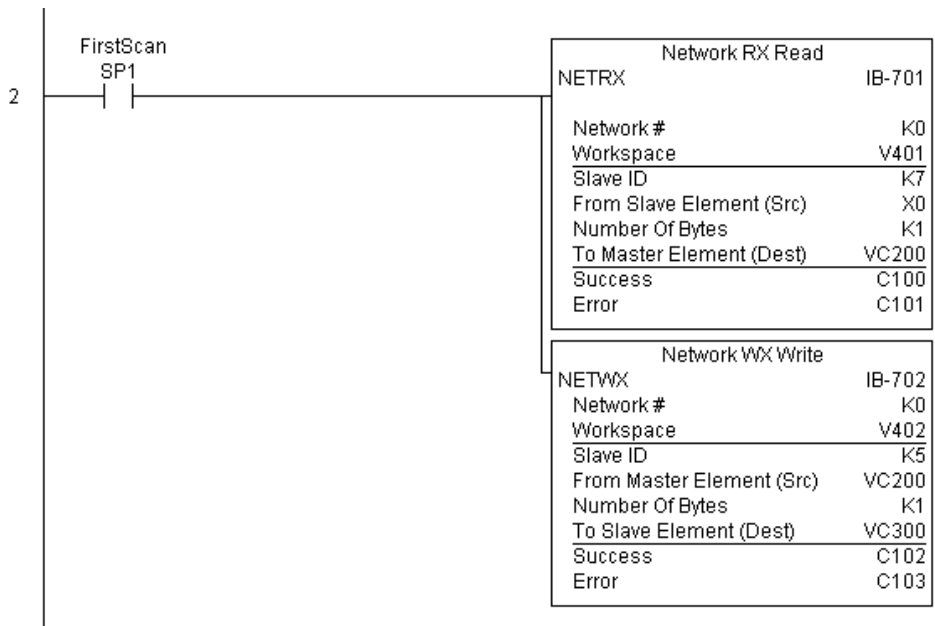 FirstScan
SP1
2
Network RX Read
NETRX IB-701
Network # K0
Workspace V401
Slave ID K7
From Slave Element (Src) X0
Number Of Bytes K1
To Master Element (Dest) VC200
Success C100
Error C101
Network WX Write
NETWX IB-702
Network # K0
Workspace V402
Slave ID K5
From Master Element (Src) VC200
Number Of Bytes K1
To Slave Element (Dest) VC300
Success C102
Error C103